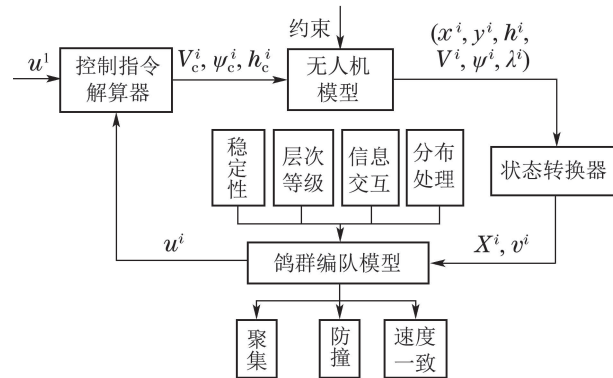 约束
u¹
控制指令
解算器
Vⁱ_c, ψⁱ_c, hⁱ_c
无人机
模型
(xⁱ, yⁱ, hⁱ,
Vⁱ, ψⁱ, λⁱ)
稳定性
层次
等级
信息
交互
分布
处理
状态转换器
uⁱ
鸽群编队模型
Xⁱ, vⁱ
聚集
防撞
速度
一致